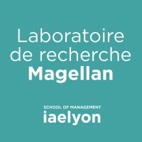 Laboratoire
de recherche
Magellan
SCHOOL OF MANAGEMENT
iaelyon